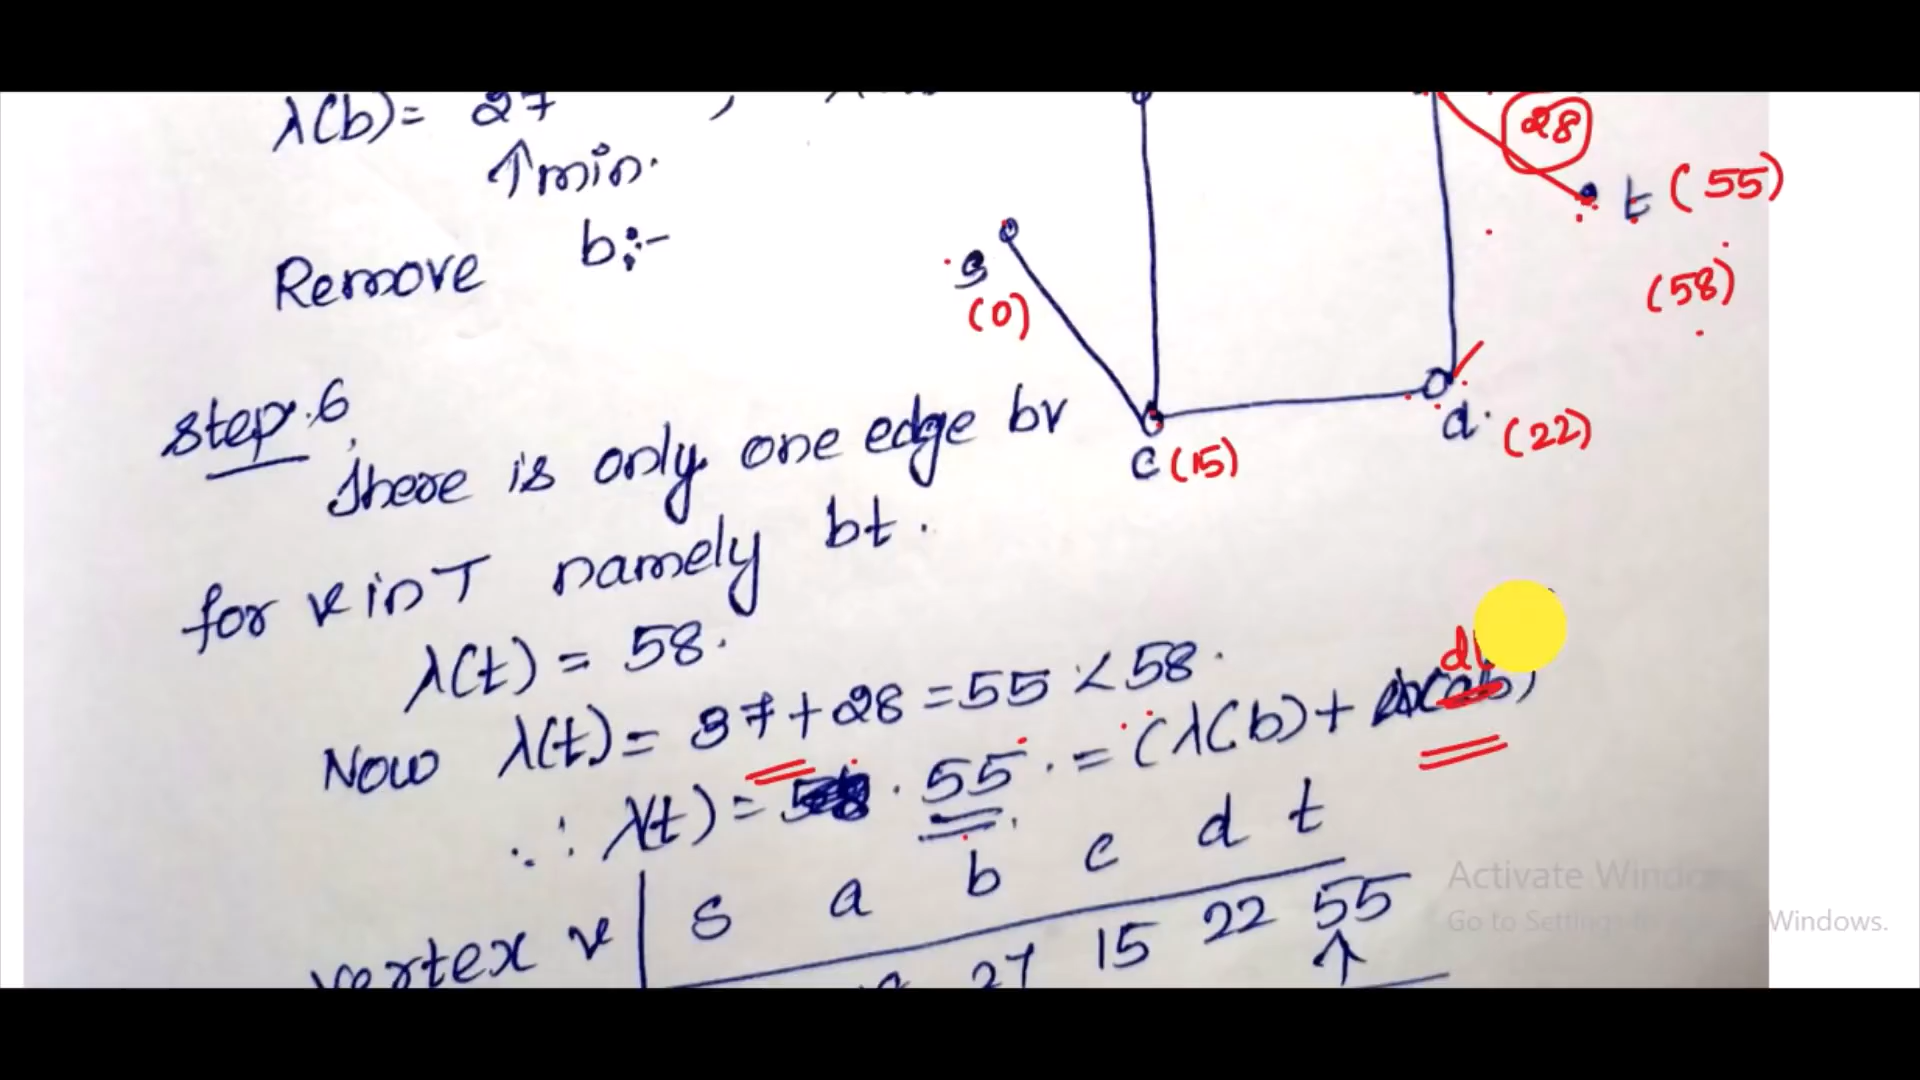 λ(b)= 27 ,
↑min.
Remove b:-
28
t (55)
(58)
s
(0)
c (15)
d. (22)
Step.6,
There is only one edge bv
for v in T namely bt.
λ(t) = 58.
Now λ(t) = 27+28 = 55 < 58.
∴ λ(t) = 55. = (λ(b)+
s a b c d t
vertex v
27 15 22 55
↑
Activate Windows
Go to Settings to Windows.